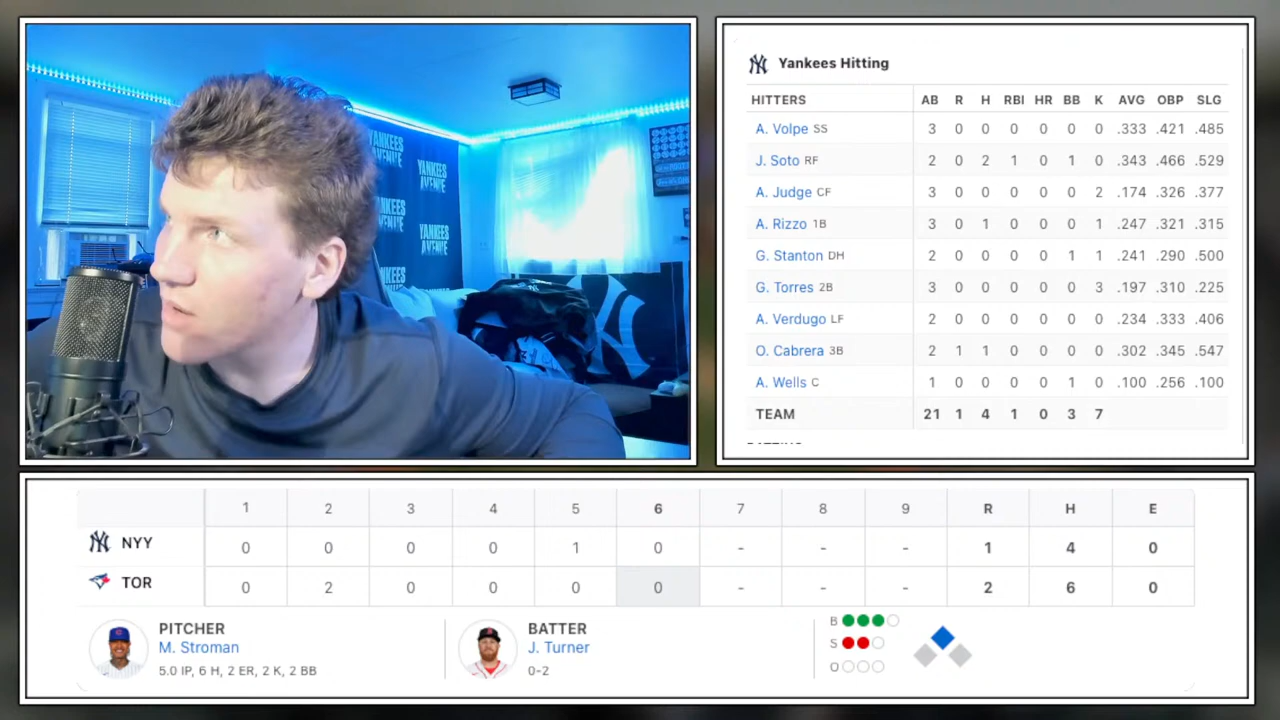 YANKEES AVENUE
YANKEES AVENUE
YANKEES AVENUE
YANKEES AVENUE
Yankees Hitting
HITTERS AB R H RBI HR BB K AVG OBP SLG
A. Volpe SS 3 0 0 0 0 0 0 .333 .421 .485
J. Soto RF 2 0 2 1 0 1 0 .343 .466 .529
A. Judge CF 3 0 0 0 0 0 2 .174 .326 .377
A. Rizzo 1B 3 0 1 0 0 0 1 .247 .321 .315
G. Stanton DH 2 0 0 0 0 1 1 .241 .290 .500
G. Torres 2B 3 0 0 0 0 0 3 .197 .310 .225
A. Verdugo LF 2 0 0 0 0 0 0 .234 .333 .406
O. Cabrera 3B 2 1 1 0 0 0 0 .302 .345 .547
A. Wells C 1 0 0 0 0 1 0 .100 .256 .100
TEAM 21 1 4 1 0 3 7
1 2 3 4 5 6 7 8 9 R H E
NYY 0 0 0 0 1 0 - - - 1 4 0
TOR 0 2 0 0 0 0 - - - 2 6 0
PITCHER
M. Stroman
5.0 IP, 6 H, 2 ER, 2 K, 2 BB
BATTER
J. Turner
0-2
B
S
O